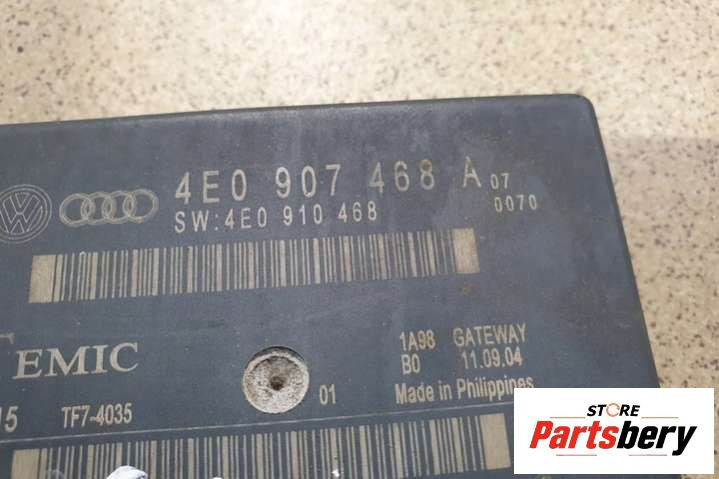 4E0 907 468 A 07
SW:4E0 910 468 0070
TEMIC
1A98 GATEWAY
B0 11.09.04
01 Made in Philippines
15 TF7-4035
STORE
Partsbery